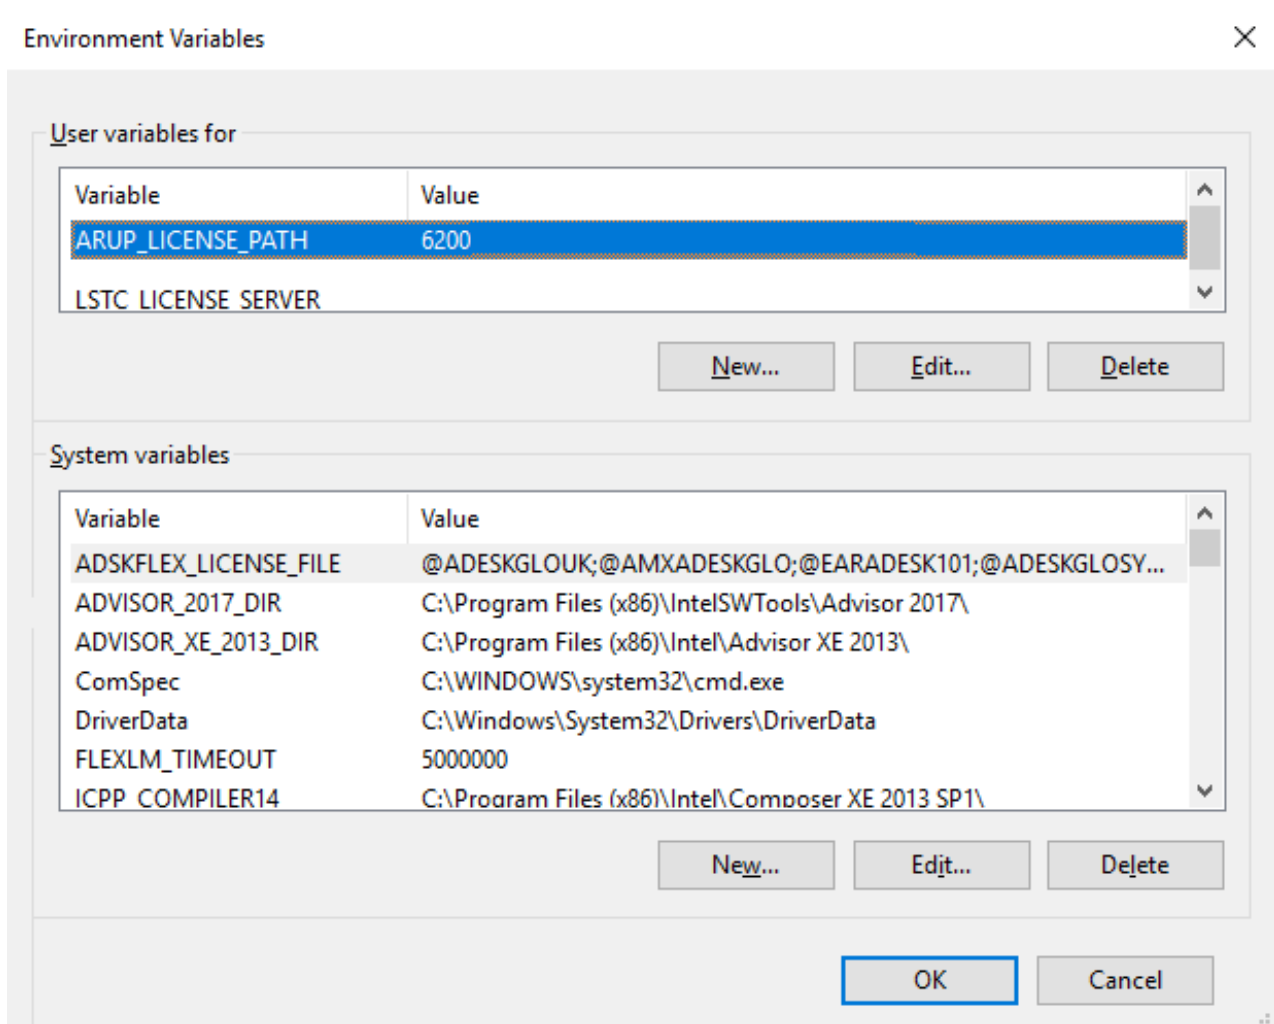 Environment Variables
User variables for
Variable Value
ARUP_LICENSE_PATH 6200
LSTC_LICENSE_SERVER
New... Edit... Delete
System variables
Variable Value
ADSKFLEX_LICENSE_FILE @ADESKGLOUK;@AMXADESKGLO;@EARADESK101;@ADESKGLOSY...
ADVISOR_2017_DIR C:\Program Files (x86)\IntelSWTools\Advisor 2017\
ADVISOR_XE_2013_DIR C:\Program Files (x86)\Intel\Advisor XE 2013\
ComSpec C:\WINDOWS\system32\cmd.exe
DriverData C:\Windows\System32\Drivers\DriverData
FLEXLM_TIMEOUT 5000000
ICPP_COMPILER14 C:\Program Files (x86)\Intel\Composer XE 2013 SP1\
New... Edit... Delete
OK Cancel